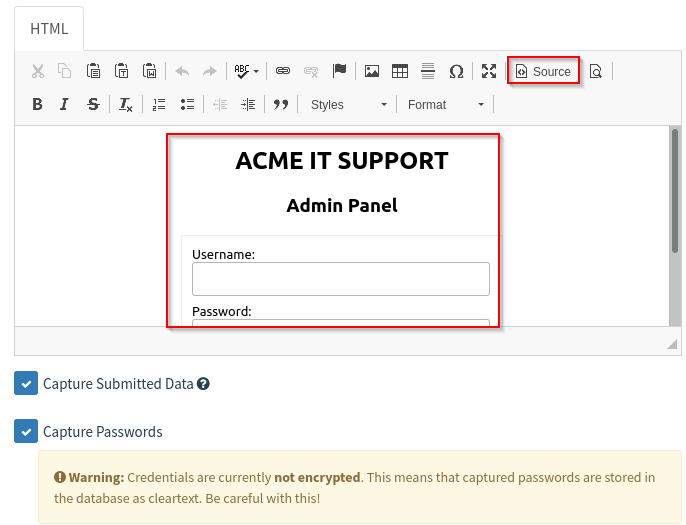 HTML
ABC
Source
B I S Tx
Styles Format
ACME IT SUPPORT
Admin Panel
Username:
Password:
Capture Submitted Data
Capture Passwords
Warning: Credentials are currently not encrypted. This means that captured passwords are stored in
the database as cleartext. Be careful with this!